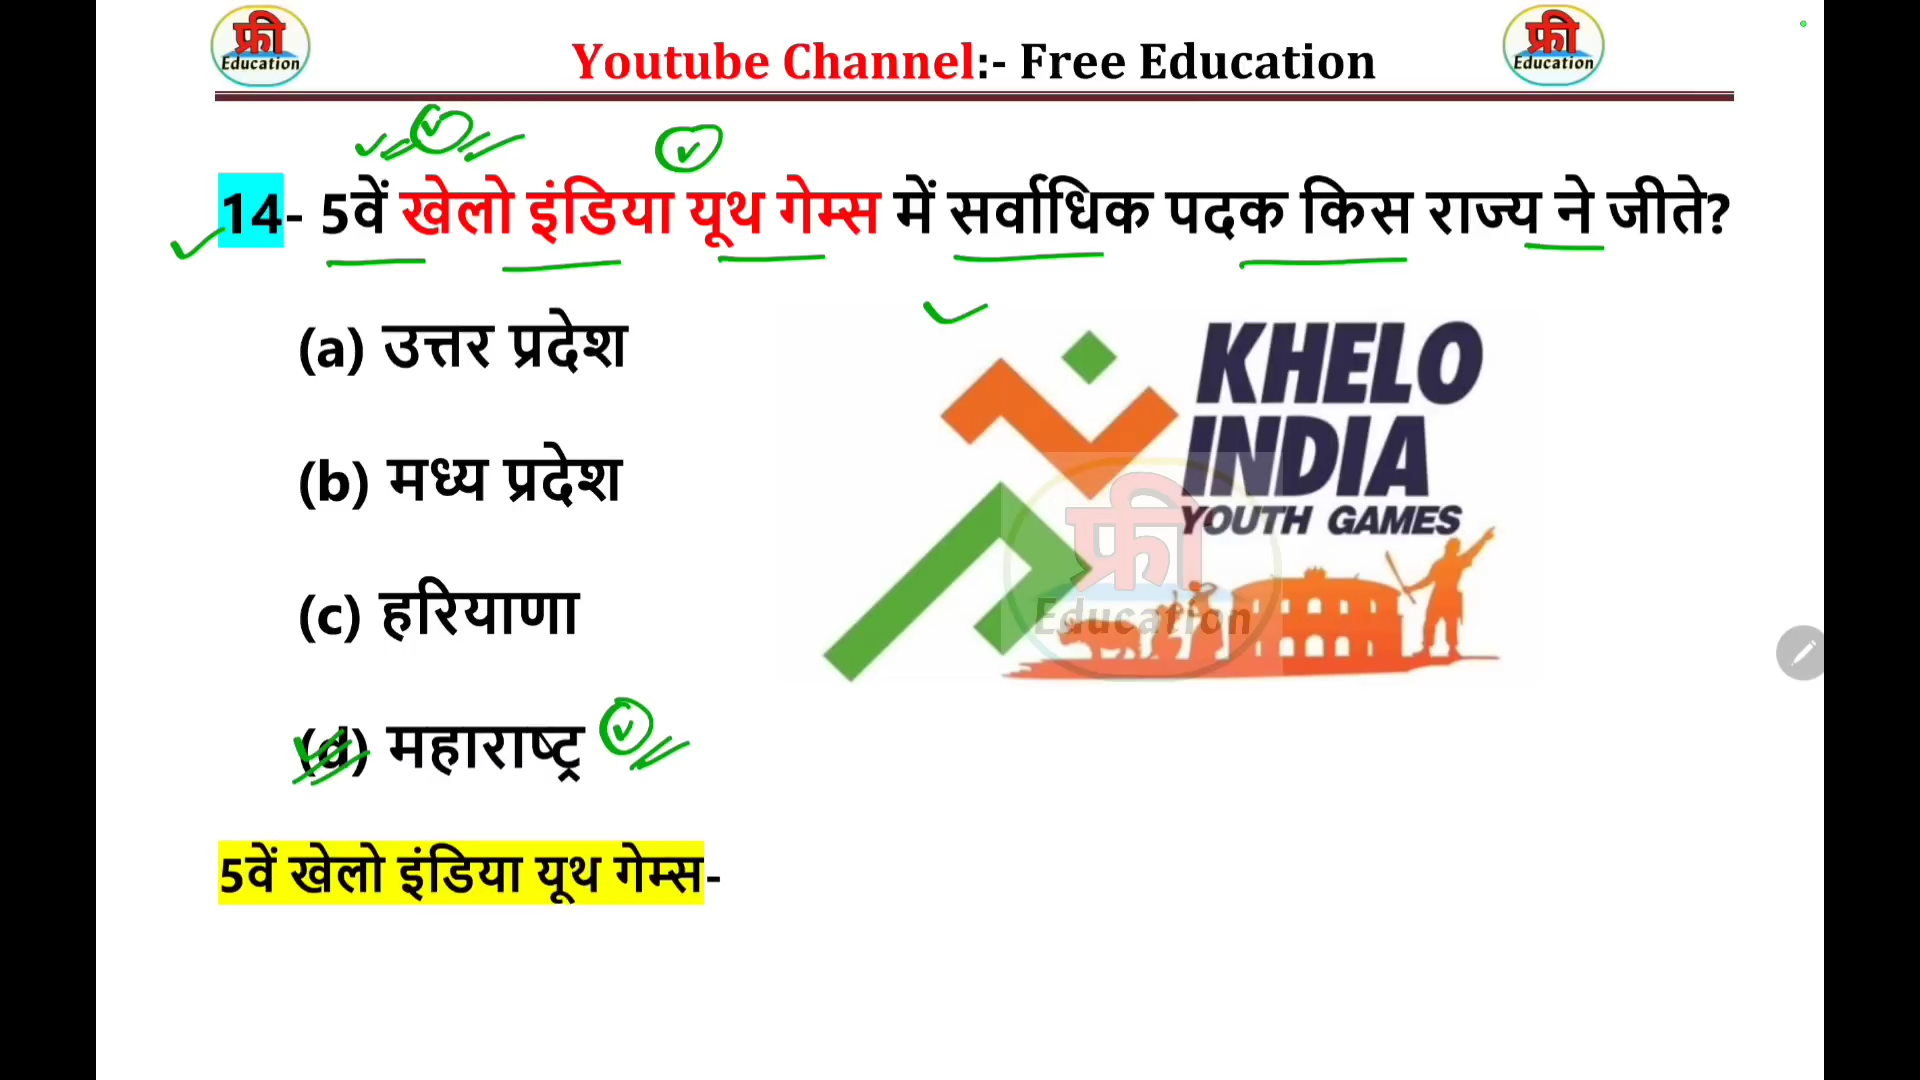 फ्री
Education
Youtube Channel:- Free Education
फ्री
Education
14- 5वें खेलो इंडिया यूथ गेम्स में सर्वाधिक पदक किस राज्य ने जीते?
(a) उत्तर प्रदेश
(b) मध्य प्रदेश
(c) हरियाणा
(d) महाराष्ट्र
KHELO
INDIA
YOUTH GAMES
फ्री
Education
5वें खेलो इंडिया यूथ गेम्स-